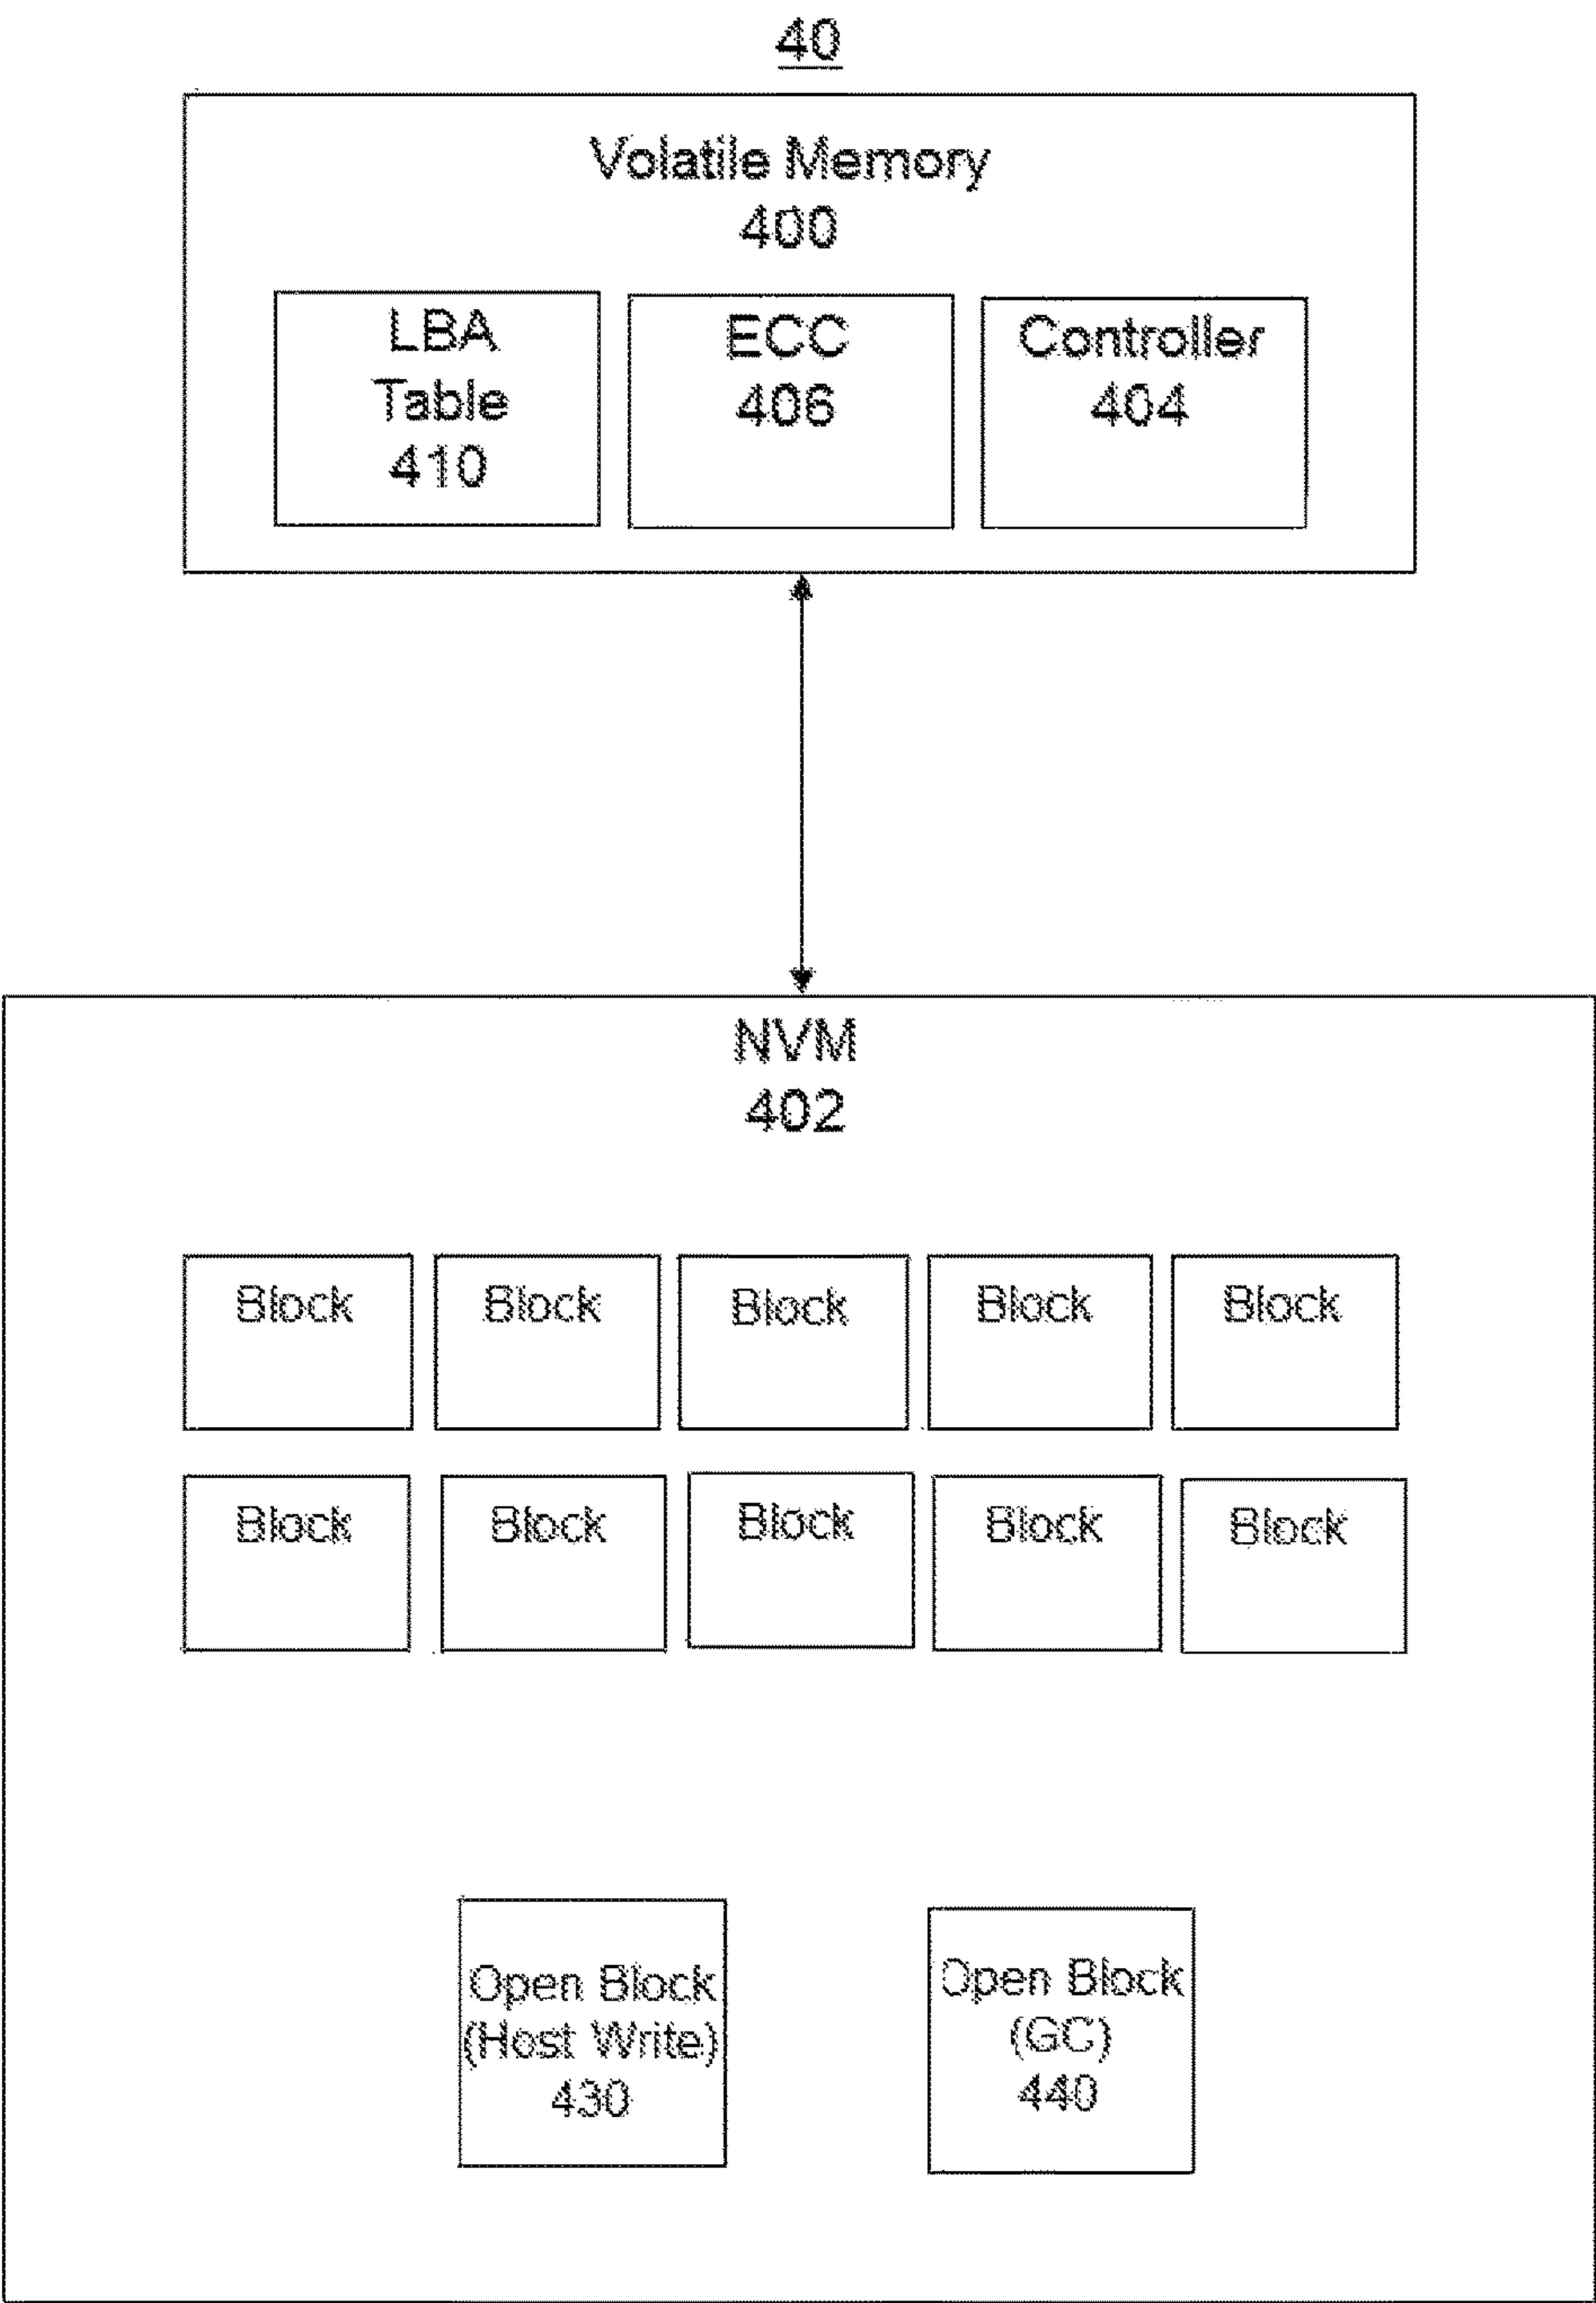 40
Volatile Memory
400
LBA
Table
410
ECC
406
Controller
404
NVM
402
Block
Block
Block
Block
Block
Block
Block
Block
Block
Block
Open Block
(Host Write)
430
Open Block
(GC)
440